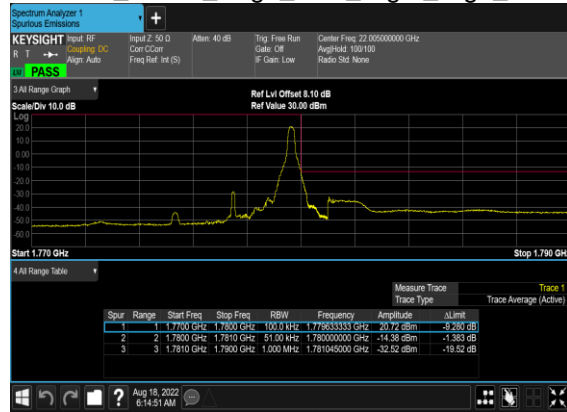 Spectrum Analyzer 1
Spurious Emissions
+
KEYSIGHT Input: RF Input Z: 50 Ω Atten: 40 dB Trig: Free Run Center Freq: 22.005000000 GHz
R T Coupling: DC Corr CCorr Gate: Off Avg|Hold: 100/100
Align: Auto Freq Ref: Int (S) IF Gain: Low Radio Std: None
PASS
3 All Range Graph
Ref Lvl Offset 8.10 dB
Scale/Div 10.0 dB Ref Value 30.00 dBm
Log
20.0
10.0
0.00
-10.0
-20.0
-30.0
-40.0
-50.0
-60.0
Start 1.770 GHz Stop 1.790 GH
4 All Range Table
Measure Trace Trace 1
Trace Type Trace Average (Active)
Spur Range Start Freq Stop Freq RBW Frequency Amplitude ΔLimit
1 1 1.7700 GHz 1.7800 GHz 100.0 kHz 1.779633333 GHz 20.72 dBm -9.280 dB
2 2 1.7800 GHz 1.7810 GHz 51.00 kHz 1.780000000 GHz -14.38 dBm -1.383 dB
3 3 1.7810 GHz 1.7900 GHz 1.000 MHz 1.781045000 GHz -32.52 dBm -19.52 dB
? Aug 18, 2022
6:14:51 AM